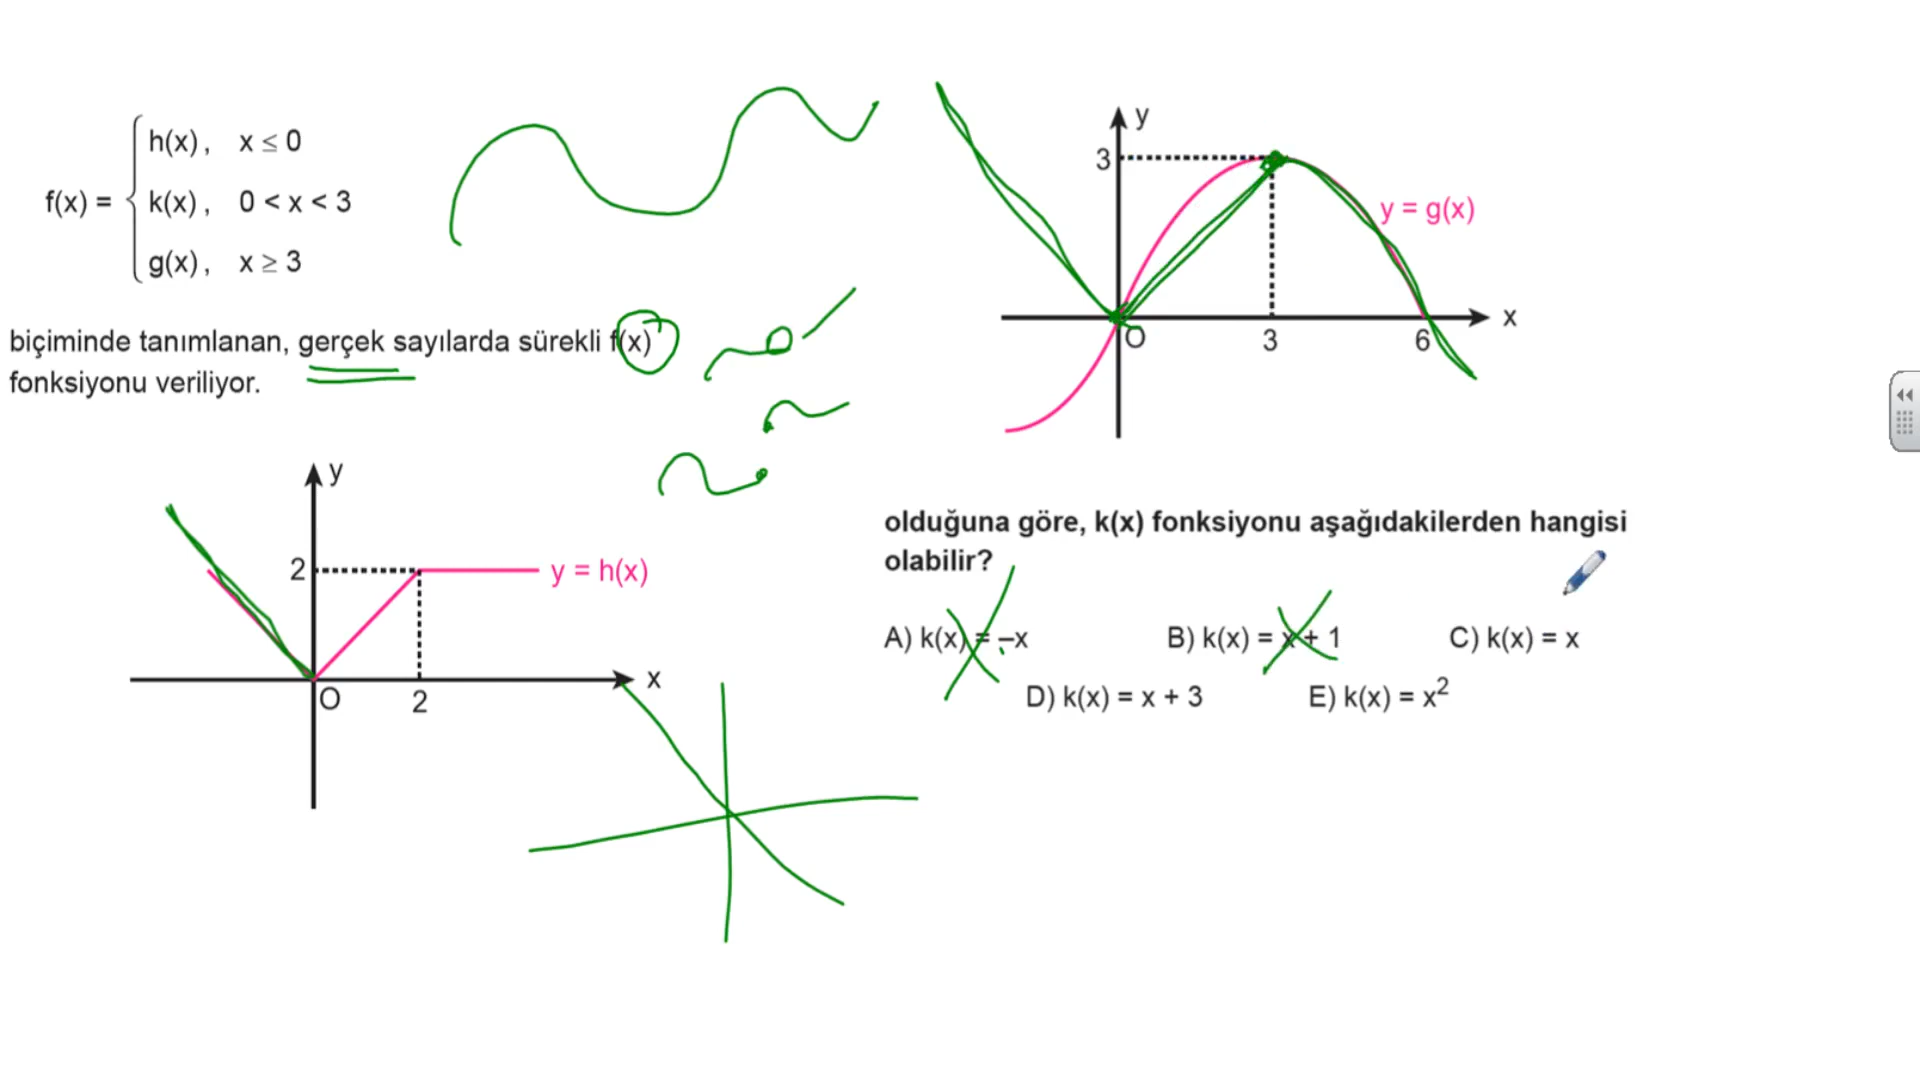 f(x) =
h(x) , x ≤ 0
k(x) , 0 < x < 3
g(x) , x ≥ 3
biçiminde tanımlanan, gerçek sayılarda sürekli f(x)
fonksiyonu veriliyor.
y
2
y = h(x)
x
O
2
y
3
y = g(x)
x
O
3
6
olduğuna göre, k(x) fonksiyonu aşağıdakilerden hangisi
olabilir?
A) k(x) = –x B) k(x) = x + 1 C) k(x) = x
D) k(x) = x + 3 E) k(x) = x²